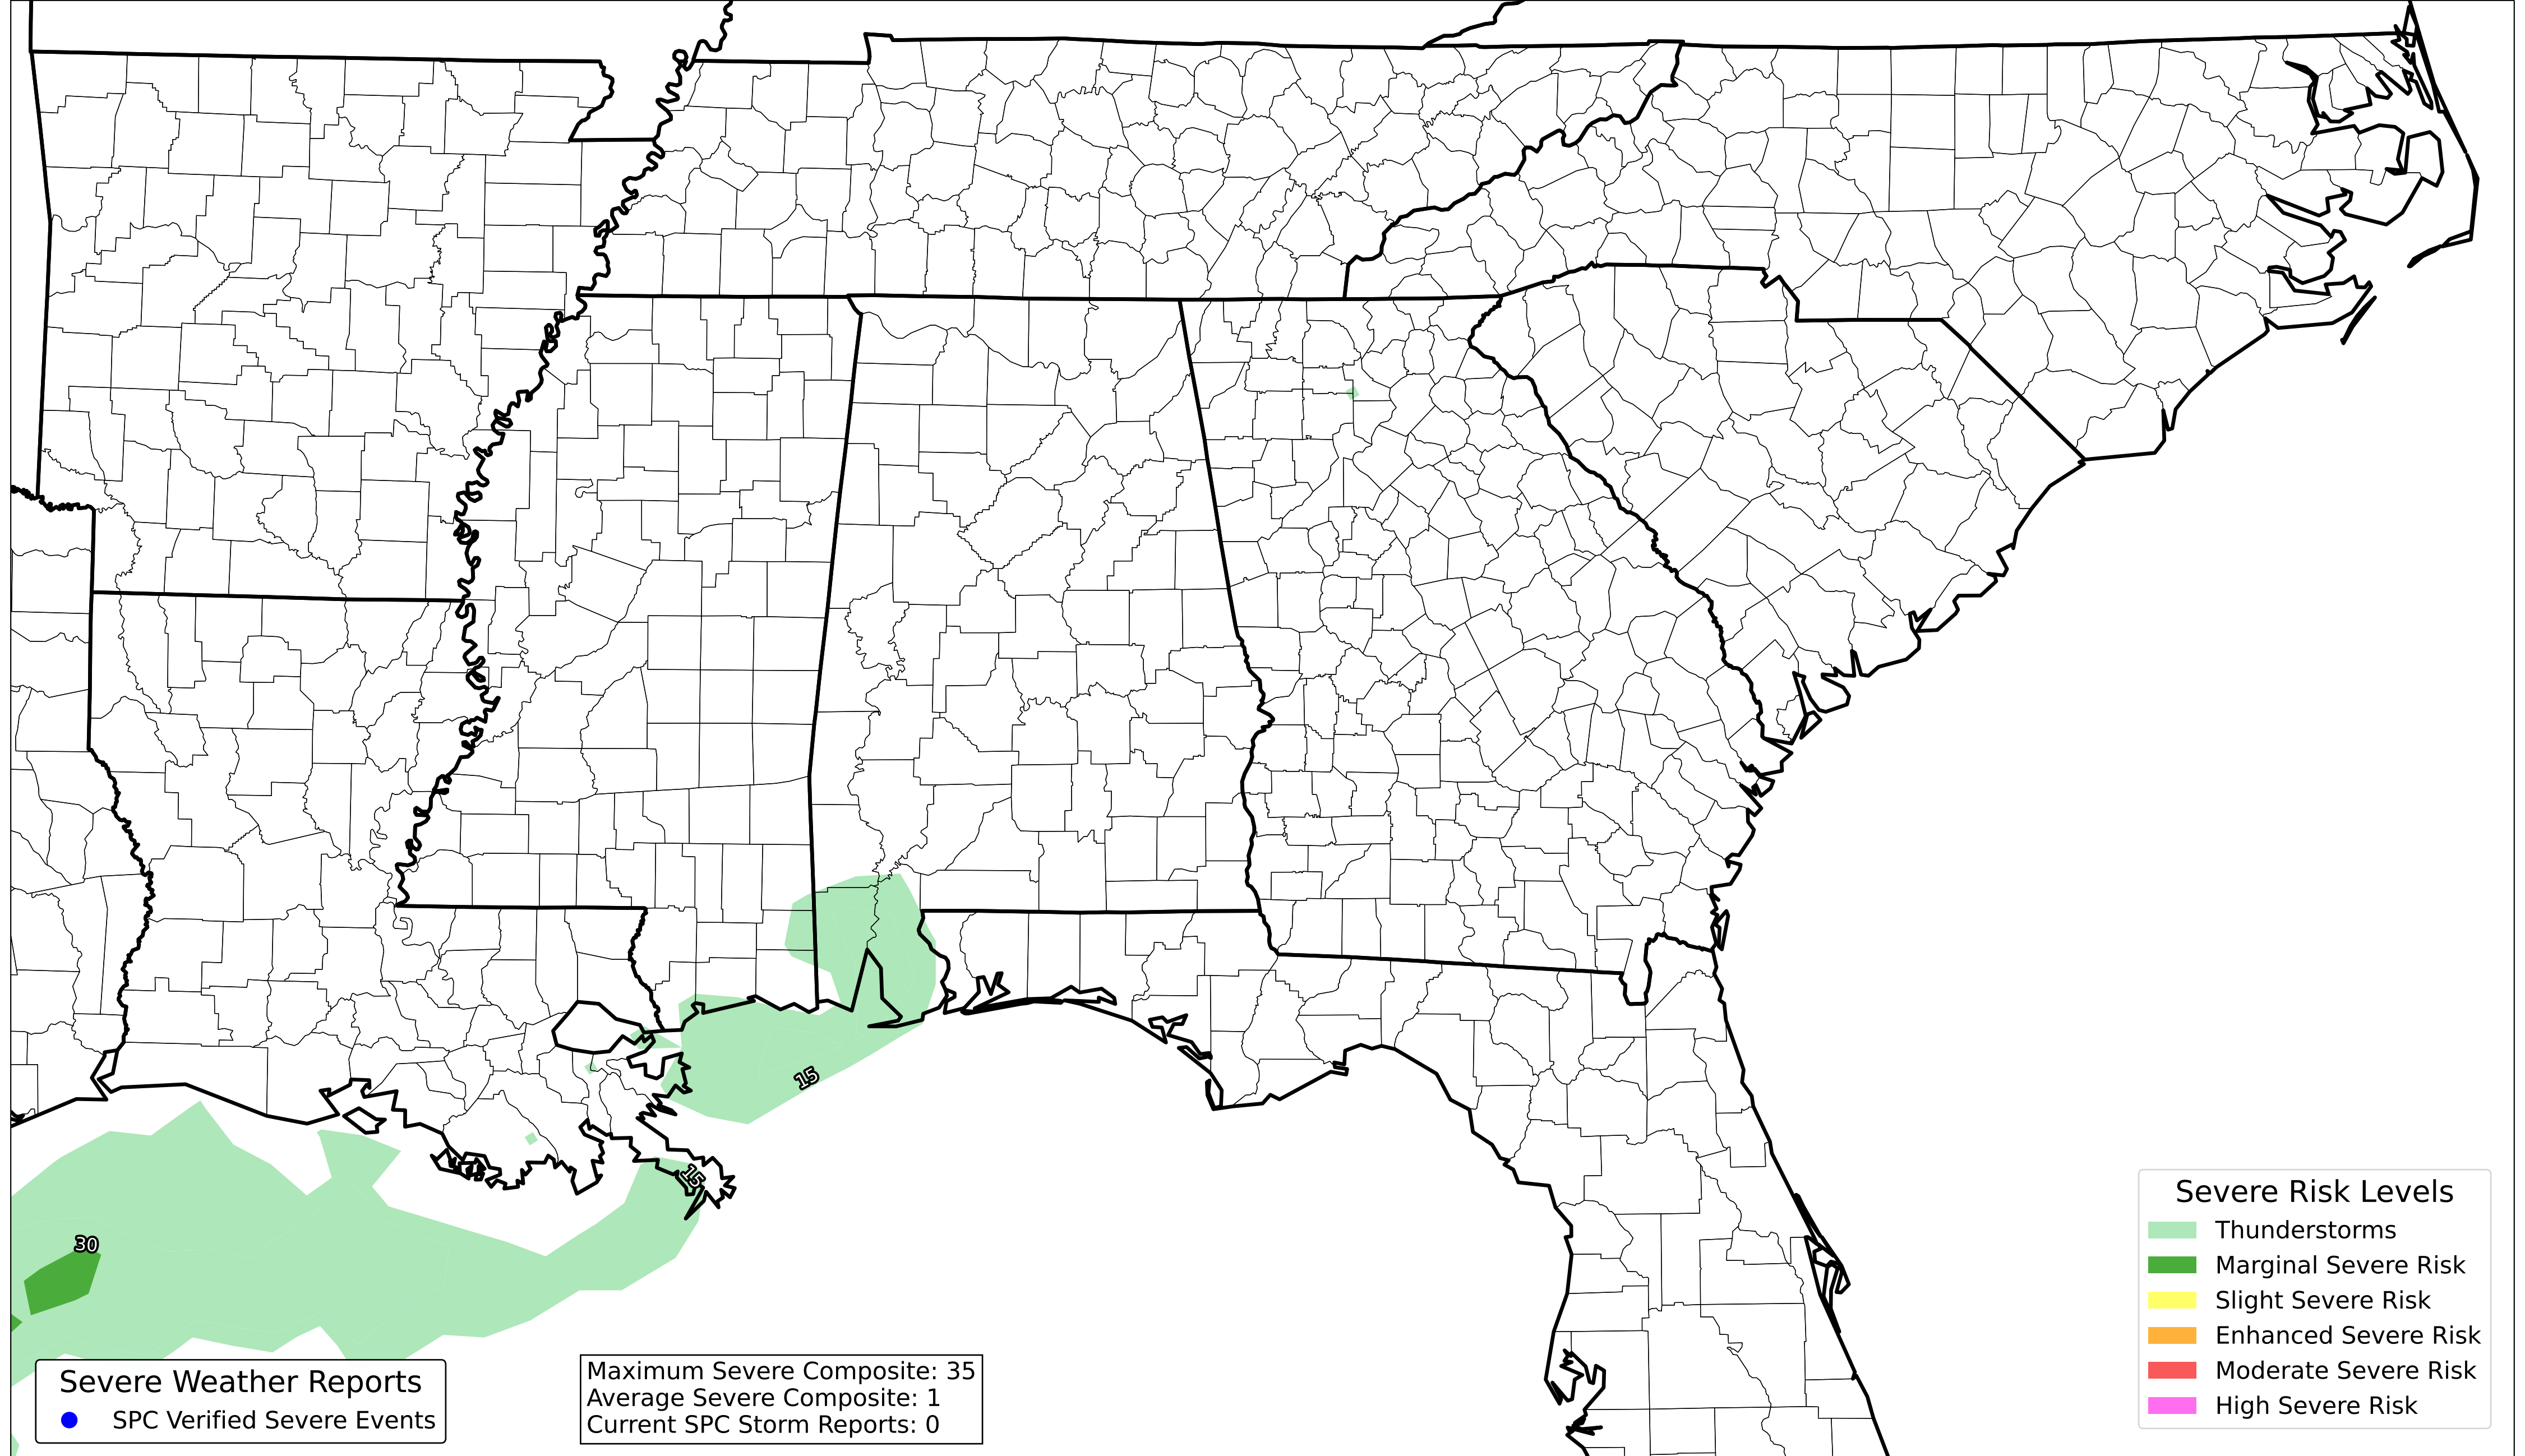 15
15
30
Severe Weather Reports
SPC Verified Severe Events
Maximum Severe Composite: 35
Average Severe Composite: 1
Current SPC Storm Reports: 0
Severe Risk Levels
Thunderstorms
Marginal Severe Risk
Slight Severe Risk
Enhanced Severe Risk
Moderate Severe Risk
High Severe Risk